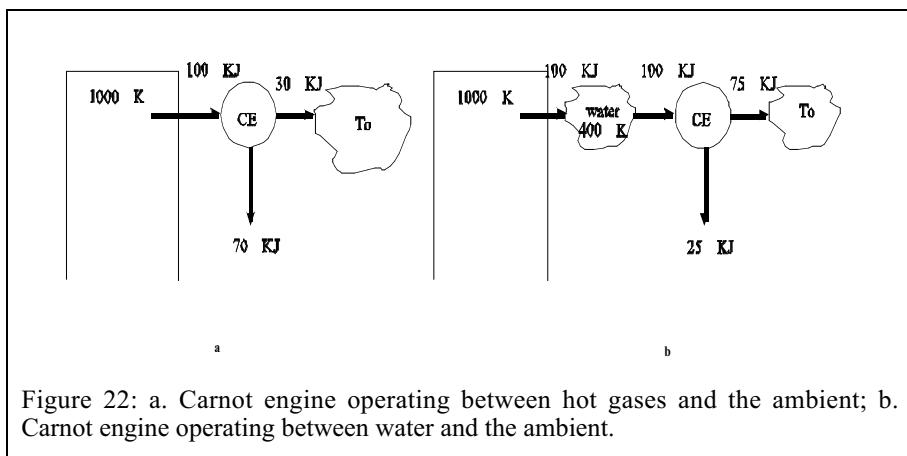 100 KJ
30 KJ
1000 K
CE
To
70 KJ
a
100 KJ
100 KJ
75 KJ
1000 K
water
400 K
CE
To
25 KJ
b
Figure 22: a. Carnot engine operating between hot gases and the ambient; b.
Carnot engine operating between water and the ambient.